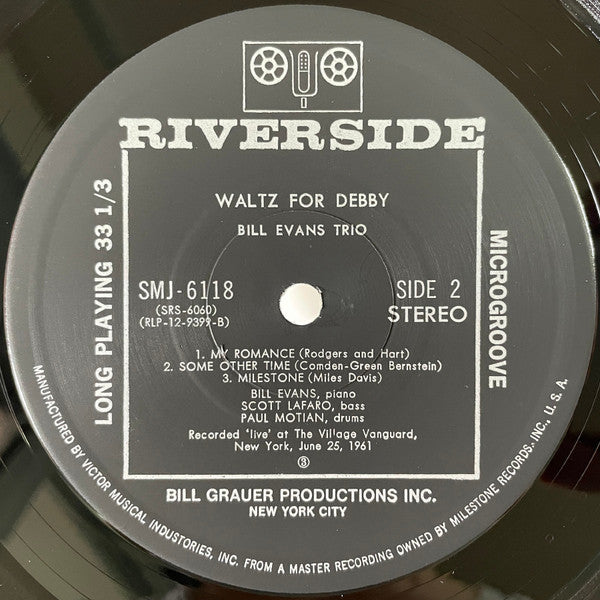 RIVERSIDE
WALTZ FOR DEBBY
BILL EVANS TRIO
LONG PLAYING 33 1/3
MICROGROOVE
SMJ-6118
(SRS-6060)
(RLP-12-9399-B)
SIDE 2
STEREO
1. MY ROMANCE (Rodgers and Hart)
2. SOME OTHER TIME (Comden-Green Bernstein)
3. MILESTONE (Miles Davis)
BILL EVANS, piano
SCOTT LAFARO, bass
PAUL MOTIAN, drums
Recorded 'live' at The Village Vanguard,
New York, June 25, 1961
③
BILL GRAUER PRODUCTIONS INC.
NEW YORK CITY
MANUFACTURED BY VICTOR MUSICAL INDUSTORIES, INC. FROM A MASTER RECORDING OWNED BY MILESTONE RECORDS, INC., U.S.A.